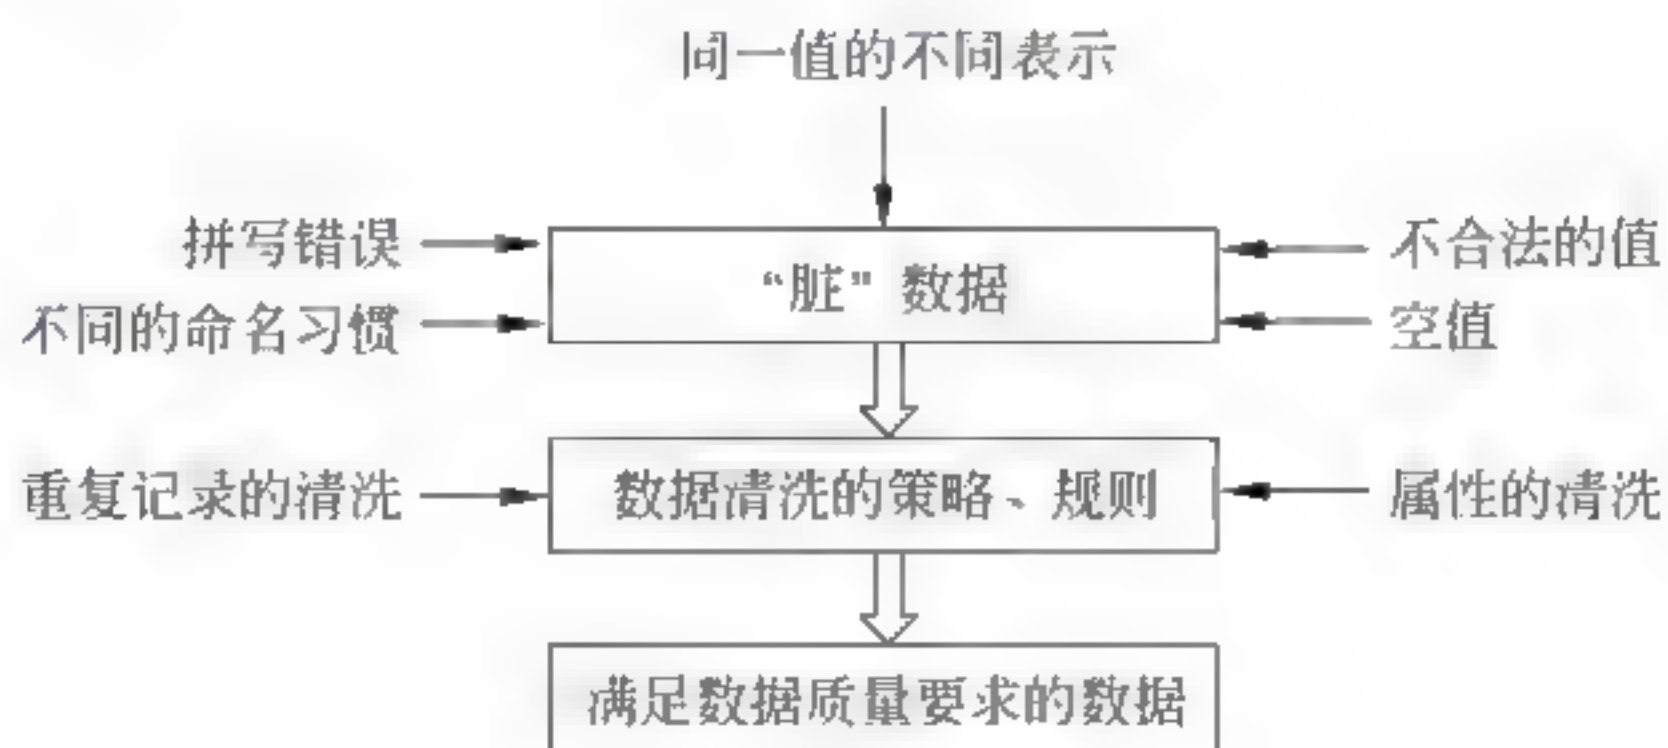 同一值的不同表示
拼写错误
不合法的值
“脏”数据
不同的命名习惯
空值
重复记录的清洗
数据清洗的策略、规则
属性的清洗
满足数据质量要求的数据